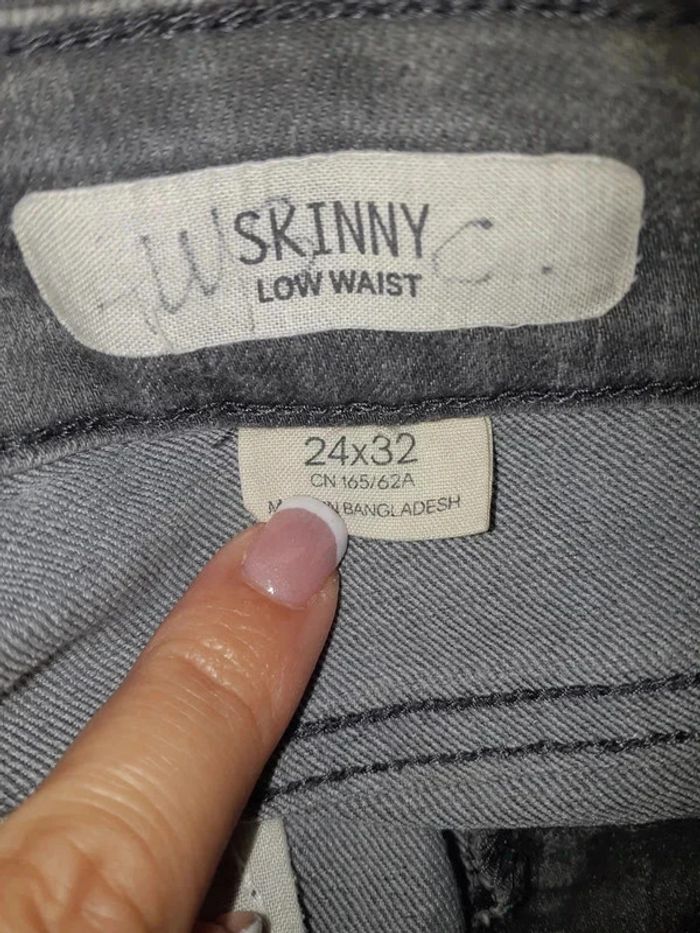 SKINNY
LOW WAIST
24x32
CN 165/62A
BANGLADESH